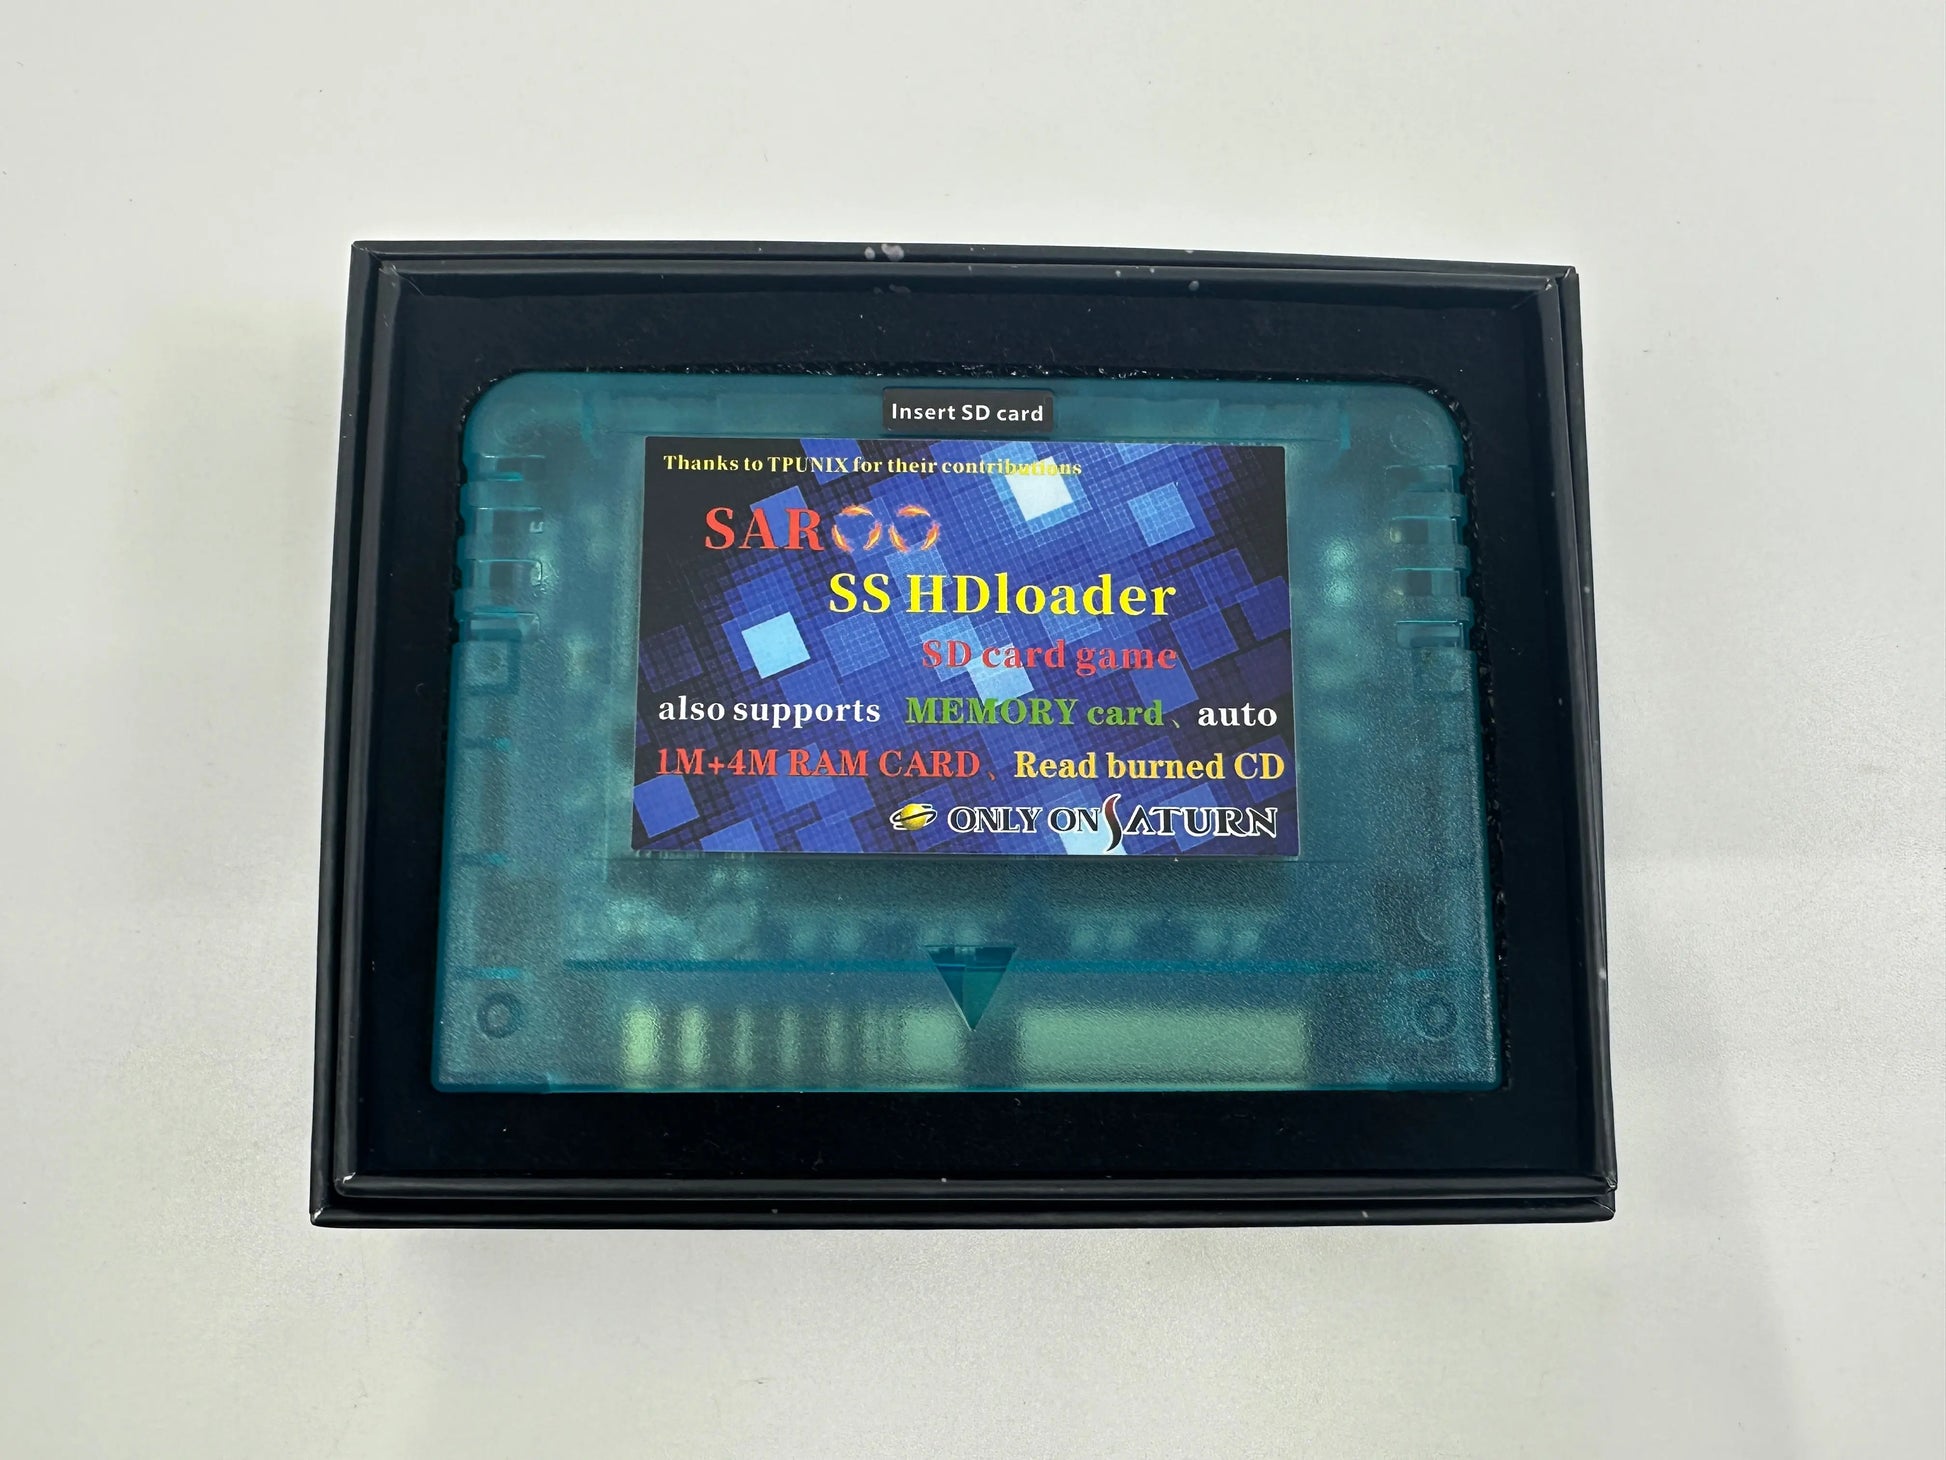 Insert SD card
Thanks to TPUNIX for their contributions
SAROO
SS HDloader
SD card game
also supports MEMORY card、auto
1M+4M RAM CARD、Read burned CD
ONLY ON SATURN